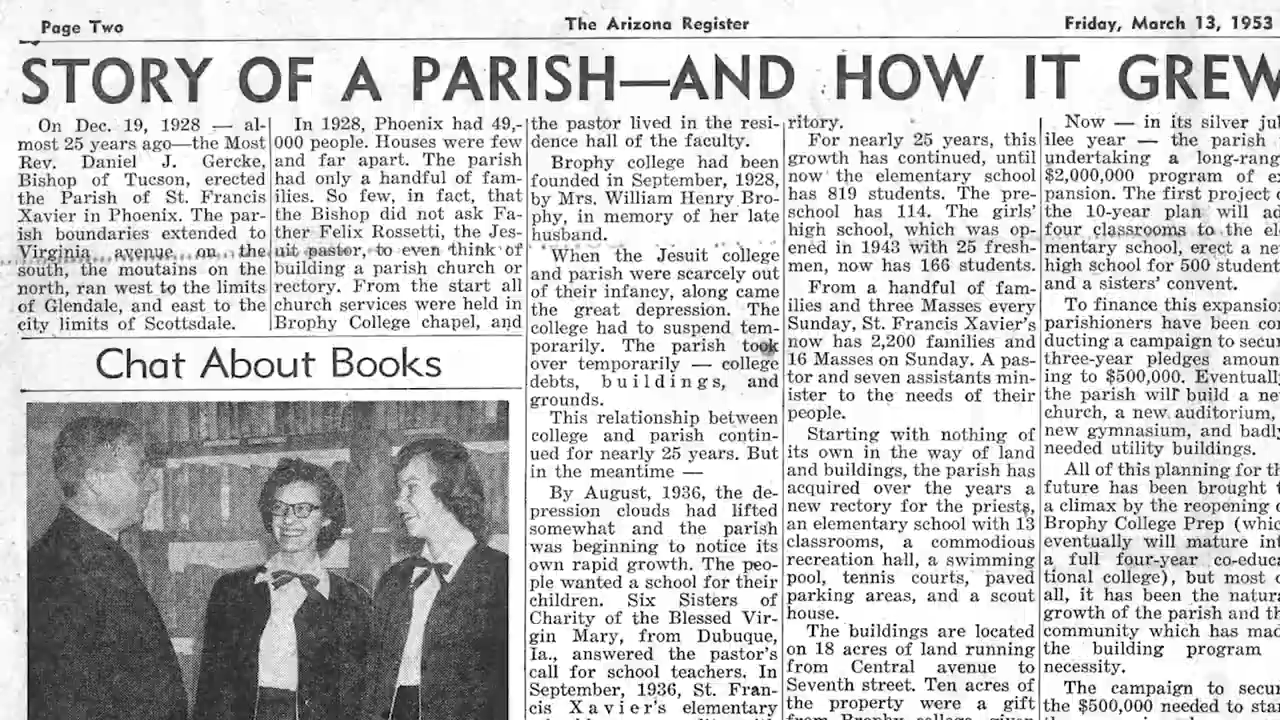 Page Two
The Arizona Register
Friday, March 13, 1953
STORY OF A PARISH—AND HOW IT GREW
On Dec. 19, 1928 — al-
most 25 years ago—the Most
Rev. Daniel J. Gercke,
Bishop of Tucson, erected
the Parish of St. Francis
Xavier in Phoenix. The par-
ish boundaries extended to
Virginia avenue on the
south, the moutains on the
north, ran west to the limits
of Glendale, and east to the
city limits of Scottsdale.
In 1928, Phoenix had 49,-
000 people. Houses were few
and far apart. The parish
had only a handful of fam-
ilies. So few, in fact, that
the Bishop did not ask Fa-
ther Felix Rossetti, the Jes-
uit pastor, to even think of
building a parish church or
rectory. From the start all
church services were held in
Brophy College chapel, and
the pastor lived in the resi-
dence hall of the faculty.
Brophy college had been
founded in September, 1928,
by Mrs. William Henry Bro-
phy, in memory of her late
husband.
When the Jesuit college
and parish were scarcely out
of their infancy, along came
the great depression. The
college had to suspend tem-
porarily. The parish took
over temporarily — college
debts, buildings, and
grounds.
This relationship between
college and parish contin-
ued for nearly 25 years. But
in the meantime —
By August, 1936, the de-
pression clouds had lifted
somewhat and the parish
was beginning to notice its
own rapid growth. The peo-
ple wanted a school for their
children. Six Sisters of
Charity of the Blessed Vir-
gin Mary, from Dubuque,
Ia., answered the pastor's
call for school teachers. In
September, 1936, St. Fran-
cis Xavier's elementary
ritory.
For nearly 25 years, this
growth has continued, until
now the elementary school
has 819 students. The pre-
school has 114. The girls'
high school, which was op-
ened in 1943 with 25 fresh-
men, now has 166 students.
From a handful of fam-
ilies and three Masses every
Sunday, St. Francis Xavier's
now has 2,200 families and
16 Masses on Sunday. A pas-
tor and seven assistants min-
ister to the needs of their
people.
Starting with nothing of
its own in the way of land
and buildings, the parish has
acquired over the years a
new rectory for the priests,
an elementary school with 13
classrooms, a commodious
recreation hall, a swimming
pool, tennis courts, paved
parking areas, and a scout
house.
The buildings are located
on 18 acres of land running
from Central avenue to
Seventh street. Ten acres of
the property were a gift
from Brophy college, given
Now — in its silver jub
ilee year — the parish
undertaking a long-rang
$2,000,000 program of ex
pansion. The first project
the 10-year plan will ad
four classrooms to the el
mentary school, erect a ne
high school for 500 student
and a sisters' convent.
To finance this expansio
parishioners have been co
ducting a campaign to secu
three-year pledges amoun
ing to $500,000. Eventuall
the parish will build a ne
church, a new auditorium,
new gymnasium, and badl
needed utility buildings.
All of this planning for th
future has been brought t
a climax by the reopening o
Brophy College Prep (whic
eventually will mature int
a full four-year co-educa
tional college), but most o
all, it has been the natura
growth of the parish and th
community which has mad
the building program
necessity.
The campaign to secur
the $500,000 needed to sta
Chat About Books